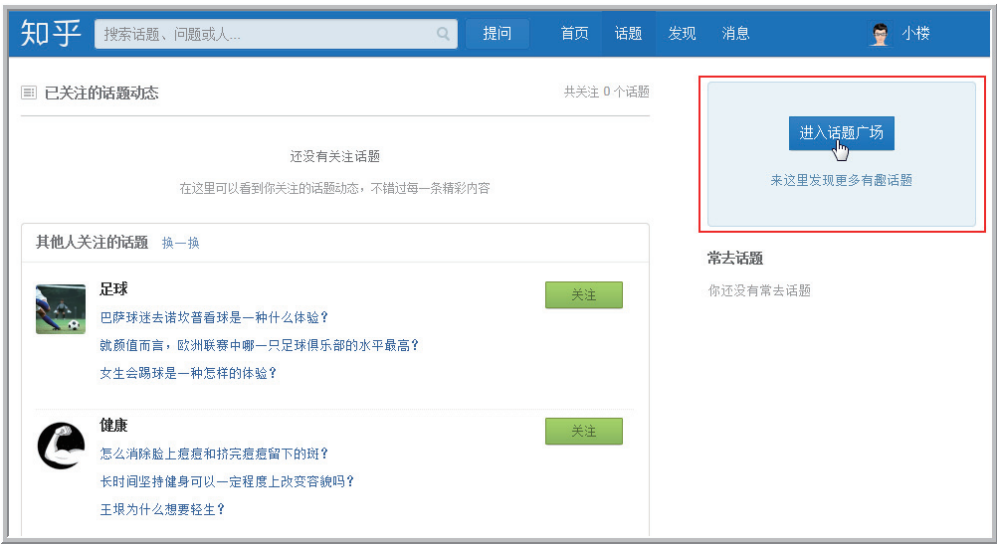 知乎 搜索话题、问题或人... 提问 首页 话题 发现 消息 小楼
已关注的话题动态 共关注 0 个话题
还没有关注话题
在这里可以看到你关注的话题动态，不错过每一条精彩内容
其他人关注的话题 换一换
足球 关注
巴萨球迷去诺坎普看球是一种什么体验？
就颜值而言，欧洲联赛中哪一只足球俱乐部的水平最高？
女生会踢球是一种怎样的体验？
健康 关注
怎么消除脸上痘痘和挤完痘痘留下的斑？
长时间坚持健身可以一定程度上改变容貌吗？
王垠为什么想要轻生？
进入话题广场
来这里发现更多有趣话题
常去话题
你还没有常去话题